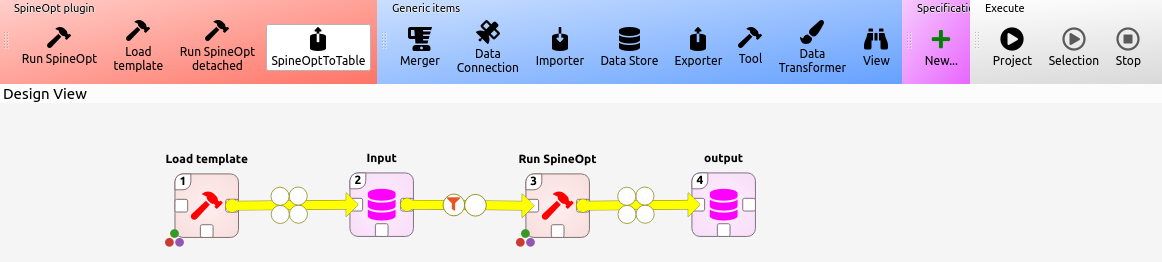 SpineOpt plugin
Generic items
Specificatio
Execute
Run SpineOpt
Load
template
Run SpineOpt
detached
SpineOptToTable
Merger
Data
Connection
Importer
Data Store
Exporter
Tool
Data
Transformer
View
New...
Project
Selection
Stop
Design View
Load template
Input
Run SpineOpt
output
1
2
3
4